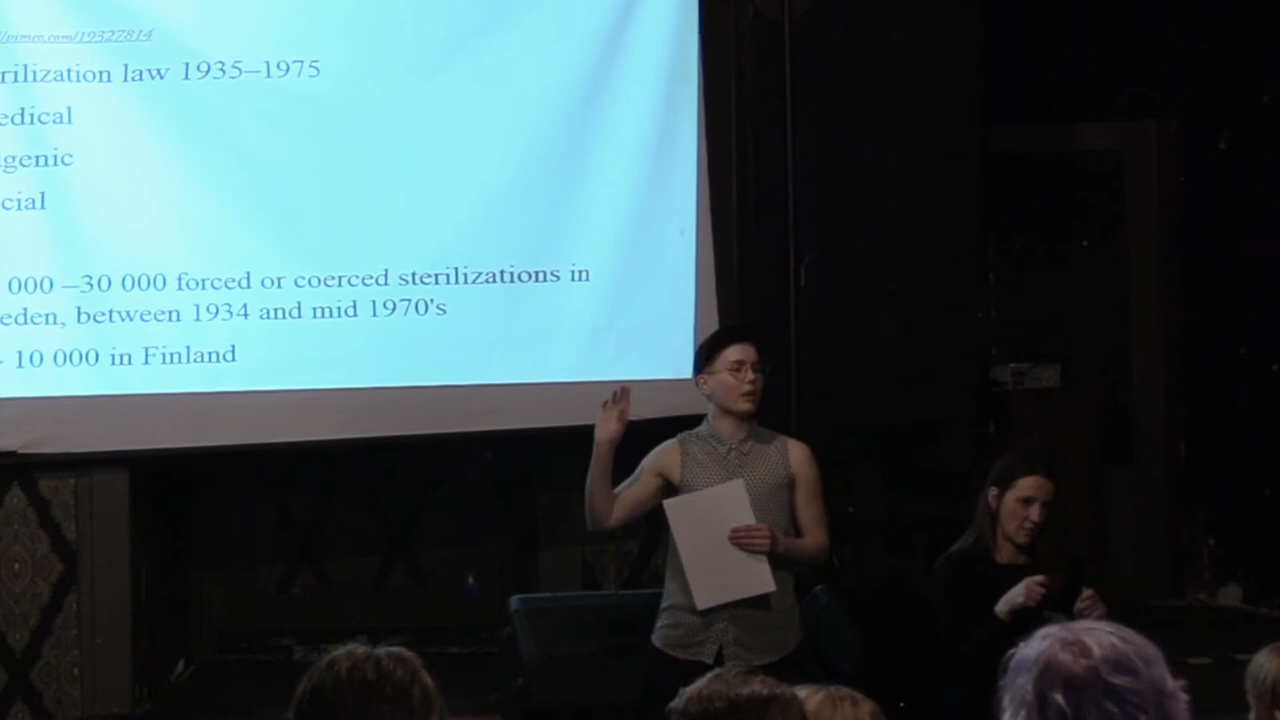 /vimeo.com/19327814
rilization law 1935–1975
edical
genic
cial
000 –30 000 forced or coerced sterilizations in
eden, between 1934 and mid 1970's
- 10 000 in Finland